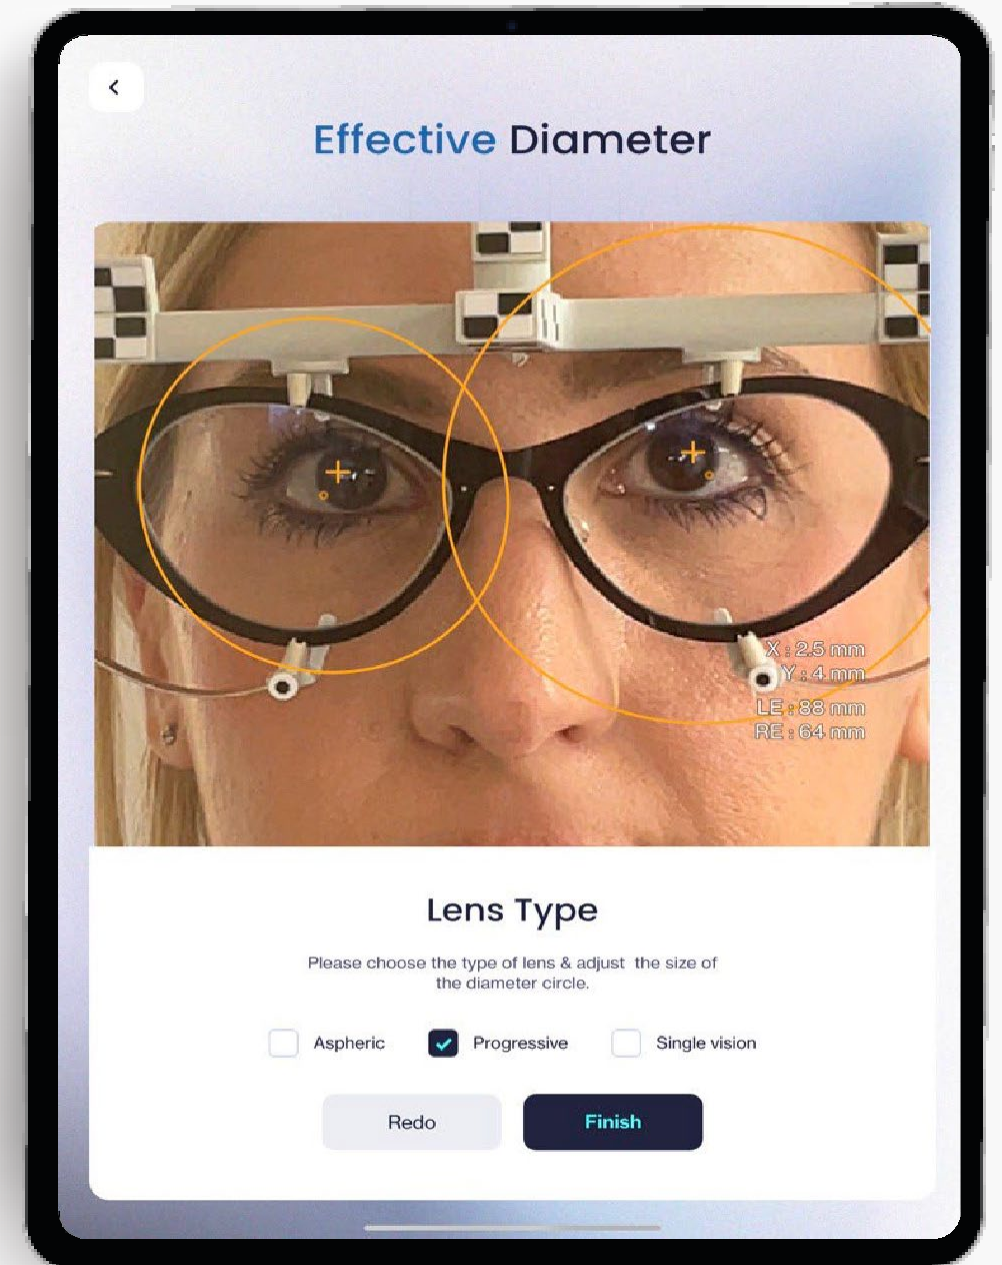 Effective Diameter
X : 2.5 mm
Y : 4 mm
LE : 88 mm
RE : 64 mm
Lens Type
Please choose the type of lens & adjust the size of
the diameter circle.
Aspheric
Progressive
Single vision
Redo
Finish